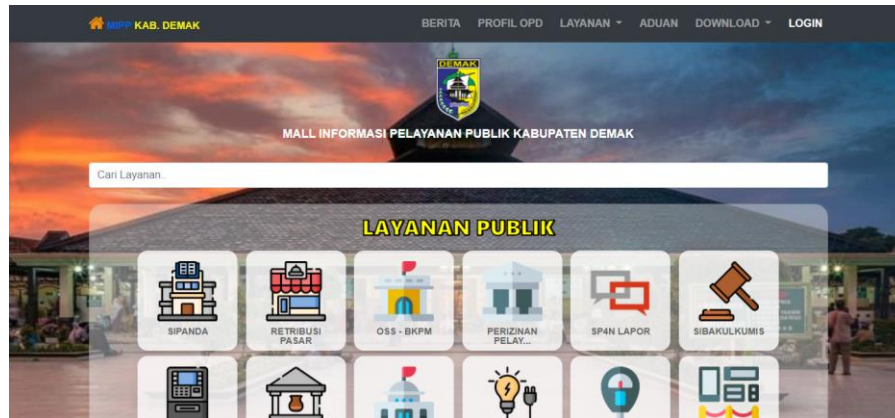 MIPP KAB. DEMAK
BERITA PROFIL OPD LAYANAN ADUAN DOWNLOAD LOGIN
DEMAK
MALL INFORMASI PELAYANAN PUBLIK KABUPATEN DEMAK
Cari Layanan..
LAYANAN PUBLIK
SIPANDA
RETRIBUSI
PASAR
OSS - BKPM
PERIZINAN
PELAY...
SP4N LAPOR
SIBAKULKUMIS